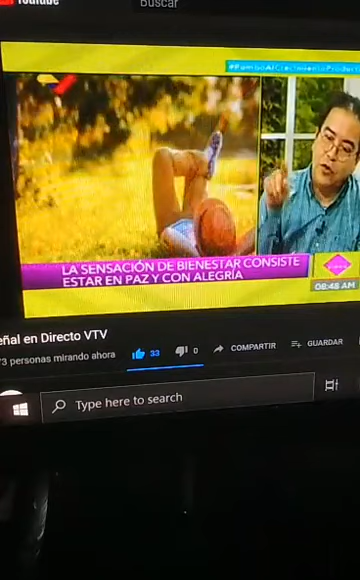 Buscar
LA SENSACIÓN DE BIENESTAR CONSISTE
ESTAR EN PAZ Y CON ALEGRÍA
08:48 AM
eñal en Directo VTV
personas mirando ahora
33
0
COMPARTIR
GUARDAR
Type here to search